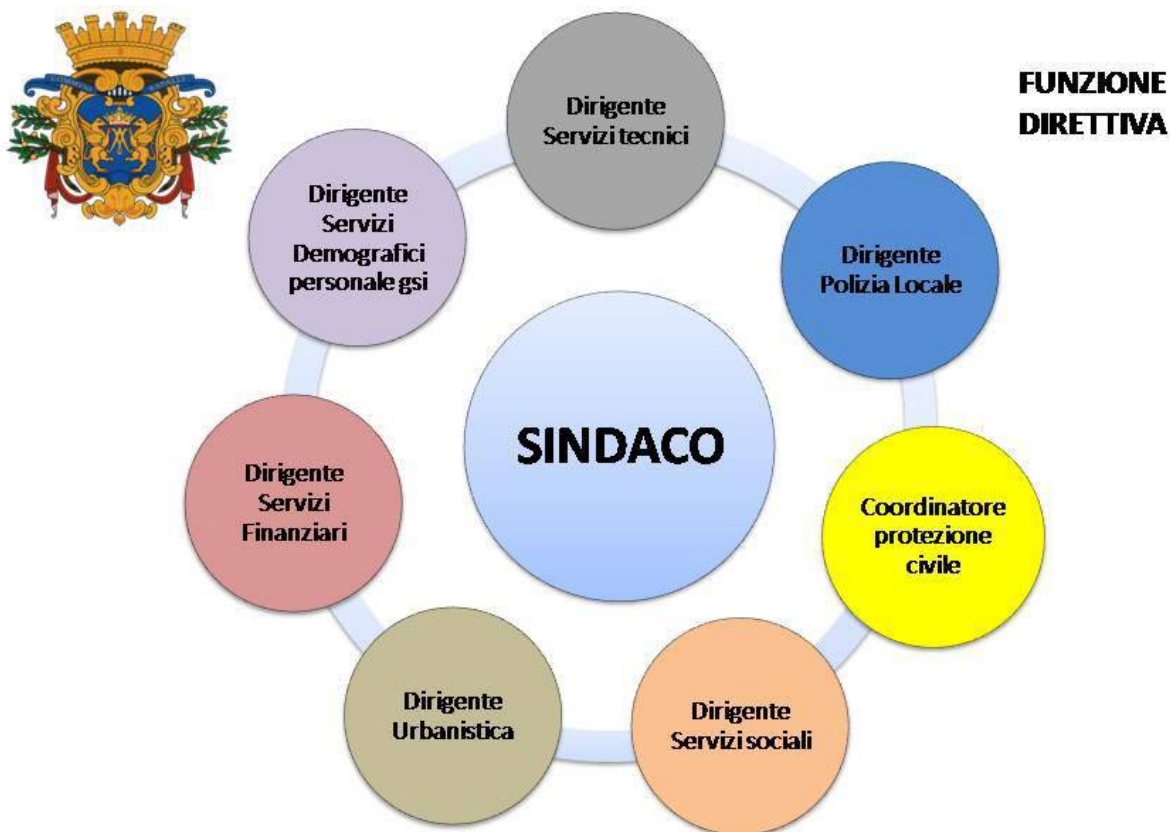 FUNZIONE
DIRETTIVA
Dirigente
Servizi tecnici
Dirigente
Polizia Locale
Coordinatore
protezione
civile
Dirigente
Servizi sociali
Dirigente
Urbanistica
Dirigente
Servizi
Finanziari
Dirigente
Servizi
Demografici
personale gsi
SINDACO